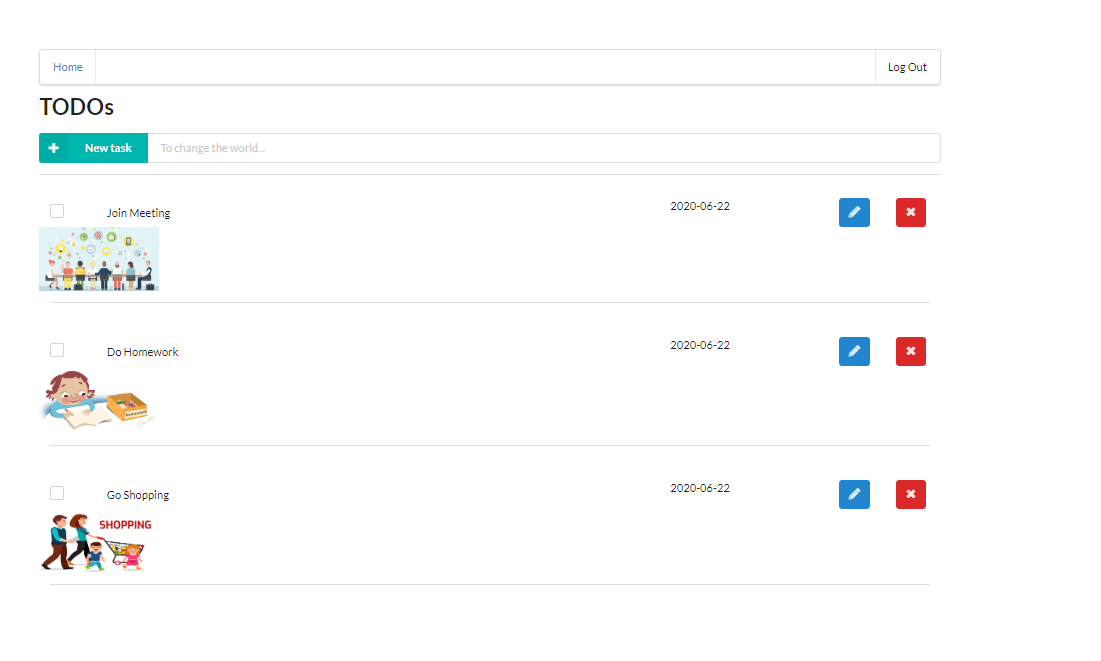 Home
Log Out
TODOs
New task
To change the world...
Join Meeting
2020-06-22
Do Homework
2020-06-22
homework
Go Shopping
2020-06-22
SHOPPING